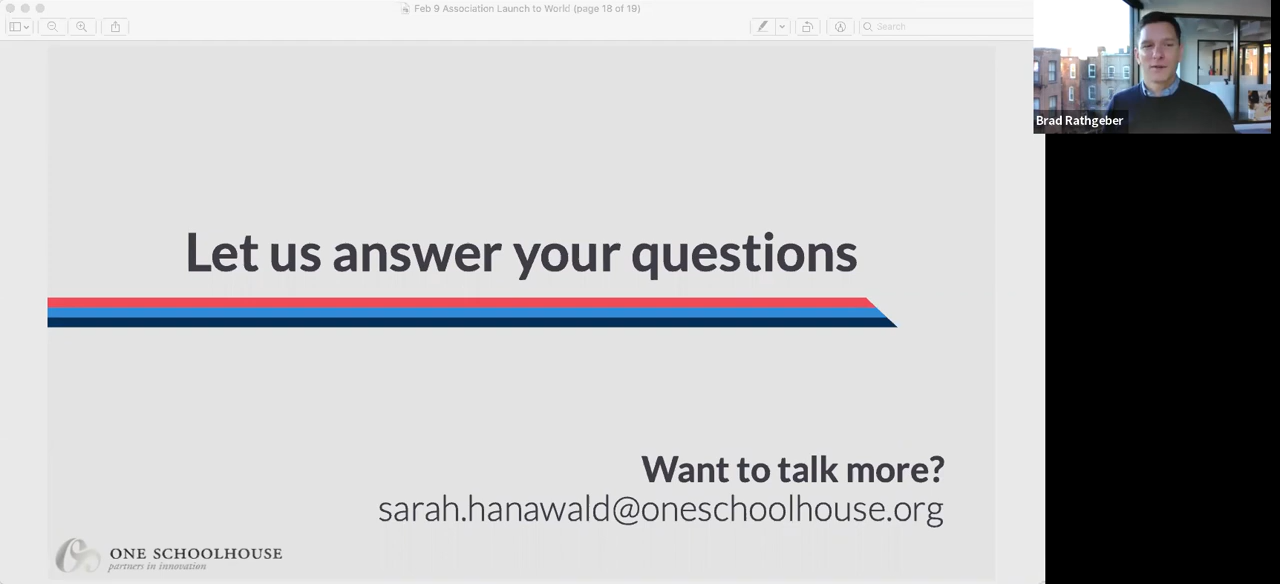 Feb 9 Association Launch to World (page 18 of 19)
Search
Brad Rathgeber
Let us answer your questions
Want to talk more?
sarah.hanawald@oneschoolhouse.org
ONE SCHOOLHOUSE
partners in innovation